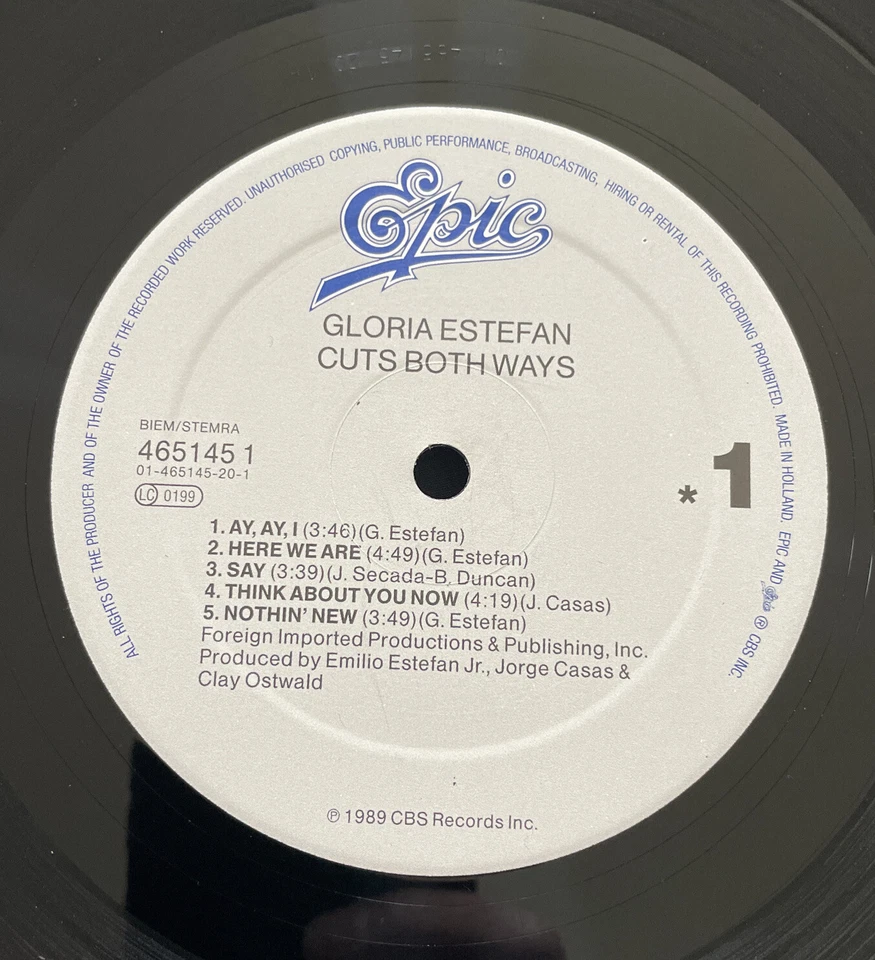 ALL RIGHTS OF THE PRODUCER AND OF THE OWNER OF THE RECORDED WORK RESERVED. UNAUTHORISED COPYING, PUBLIC PERFORMANCE, BROADCASTING, HIRING OR RENTAL OF THIS RECORDING PROHIBITED. MADE IN HOLLAND. EPIC AND Epic ® CBS INC.
Epic
GLORIA ESTEFAN
CUTS BOTH WAYS
BIEM/STEMRA
465145 1
01-465145-20-1
LC 0199
* 1
1. AY, AY, I (3:46)(G. Estefan)
2. HERE WE ARE (4:49)(G. Estefan)
3. SAY (3:39)(J. Secada-B. Duncan)
4. THINK ABOUT YOU NOW (4:19)(J. Casas)
5. NOTHIN' NEW (3:49)(G. Estefan)
Foreign Imported Productions & Publishing, Inc.
Produced by Emilio Estefan Jr., Jorge Casas &
Clay Ostwald
℗ 1989 CBS Records Inc.